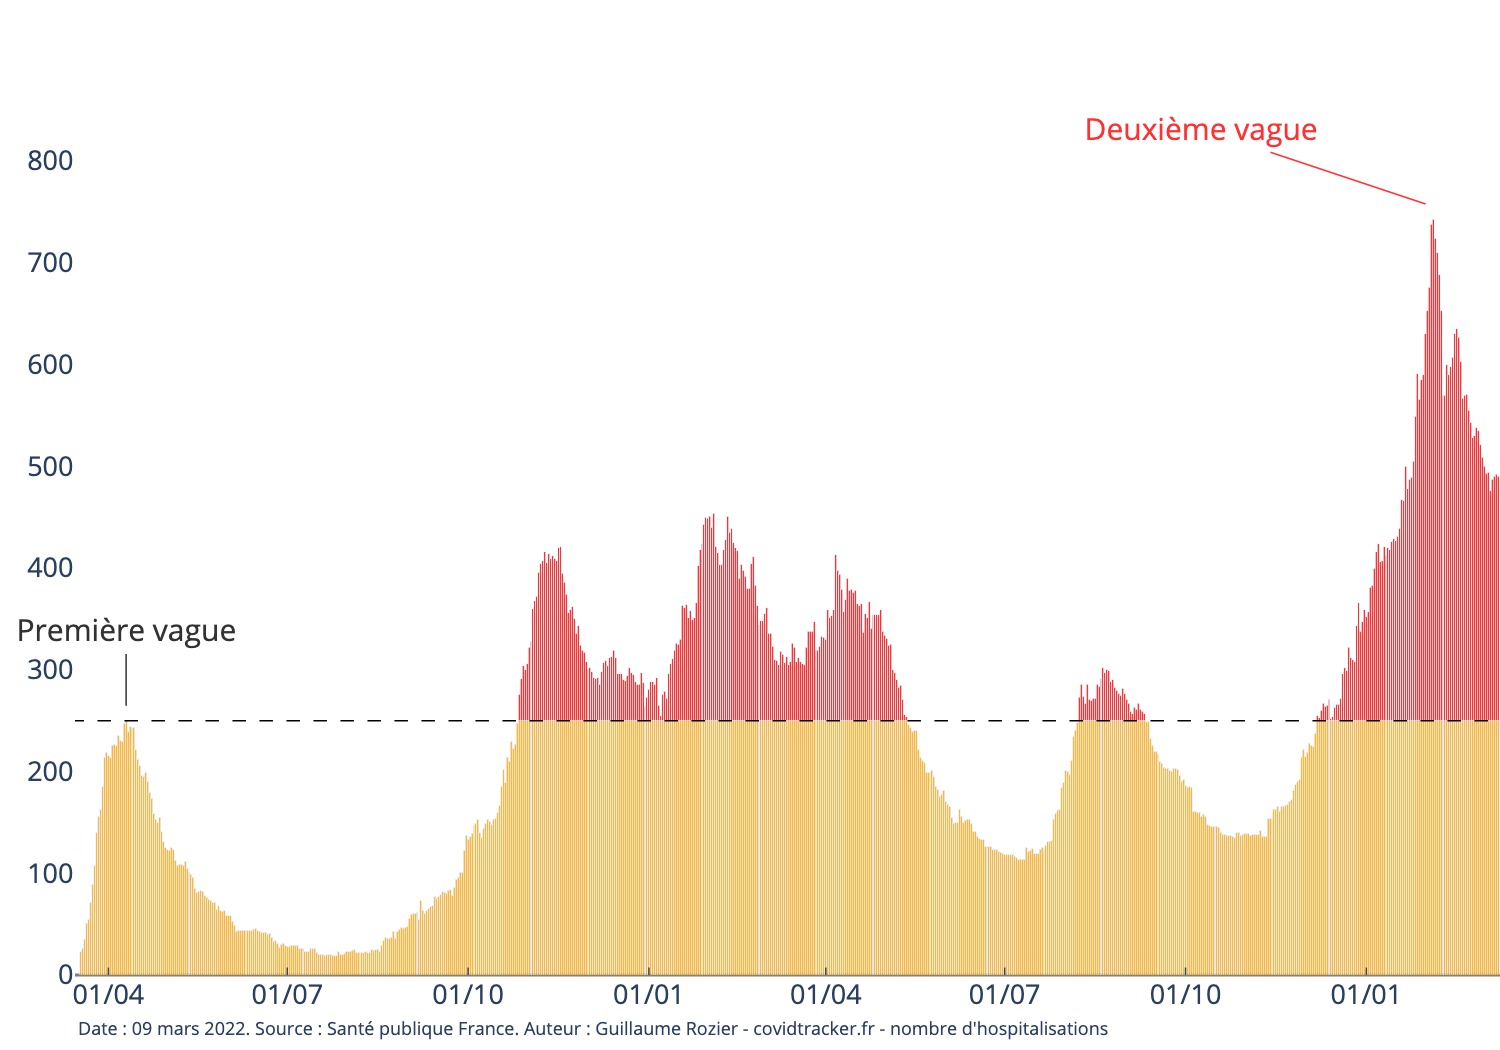 Deuxième vague
800
700
600
500
400
Première vague
300
200
100
0
01/04 01/07 01/10 01/01 01/04 01/07 01/10 01/01
Date : 09 mars 2022. Source : Santé publique France. Auteur : Guillaume Rozier - covidtracker.fr - nombre d'hospitalisations